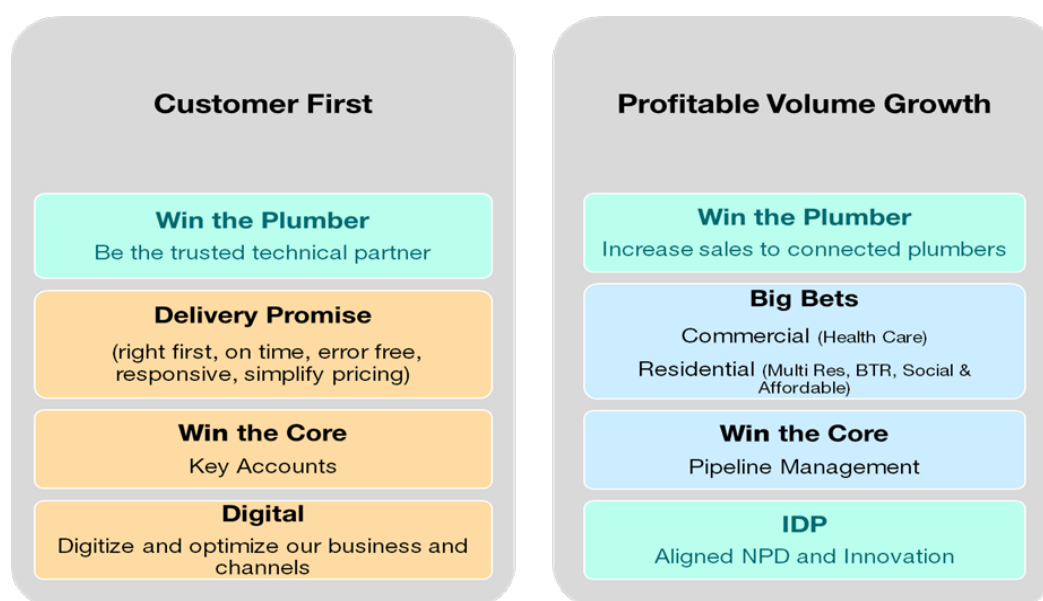 Customer First
Win the Plumber
Be the trusted technical partner
Delivery Promise
(right first, on time, error free,
responsive, simplify pricing)
Win the Core
Key Accounts
Digital
Digitize and optimize our business and
channels
Profitable Volume Growth
Win the Plumber
Increase sales to connected plumbers
Big Bets
Commercial (Health Care)
Residential (Multi Res, BTR, Social &
Affordable)
Win the Core
Pipeline Management
IDP
Aligned NPD and Innovation